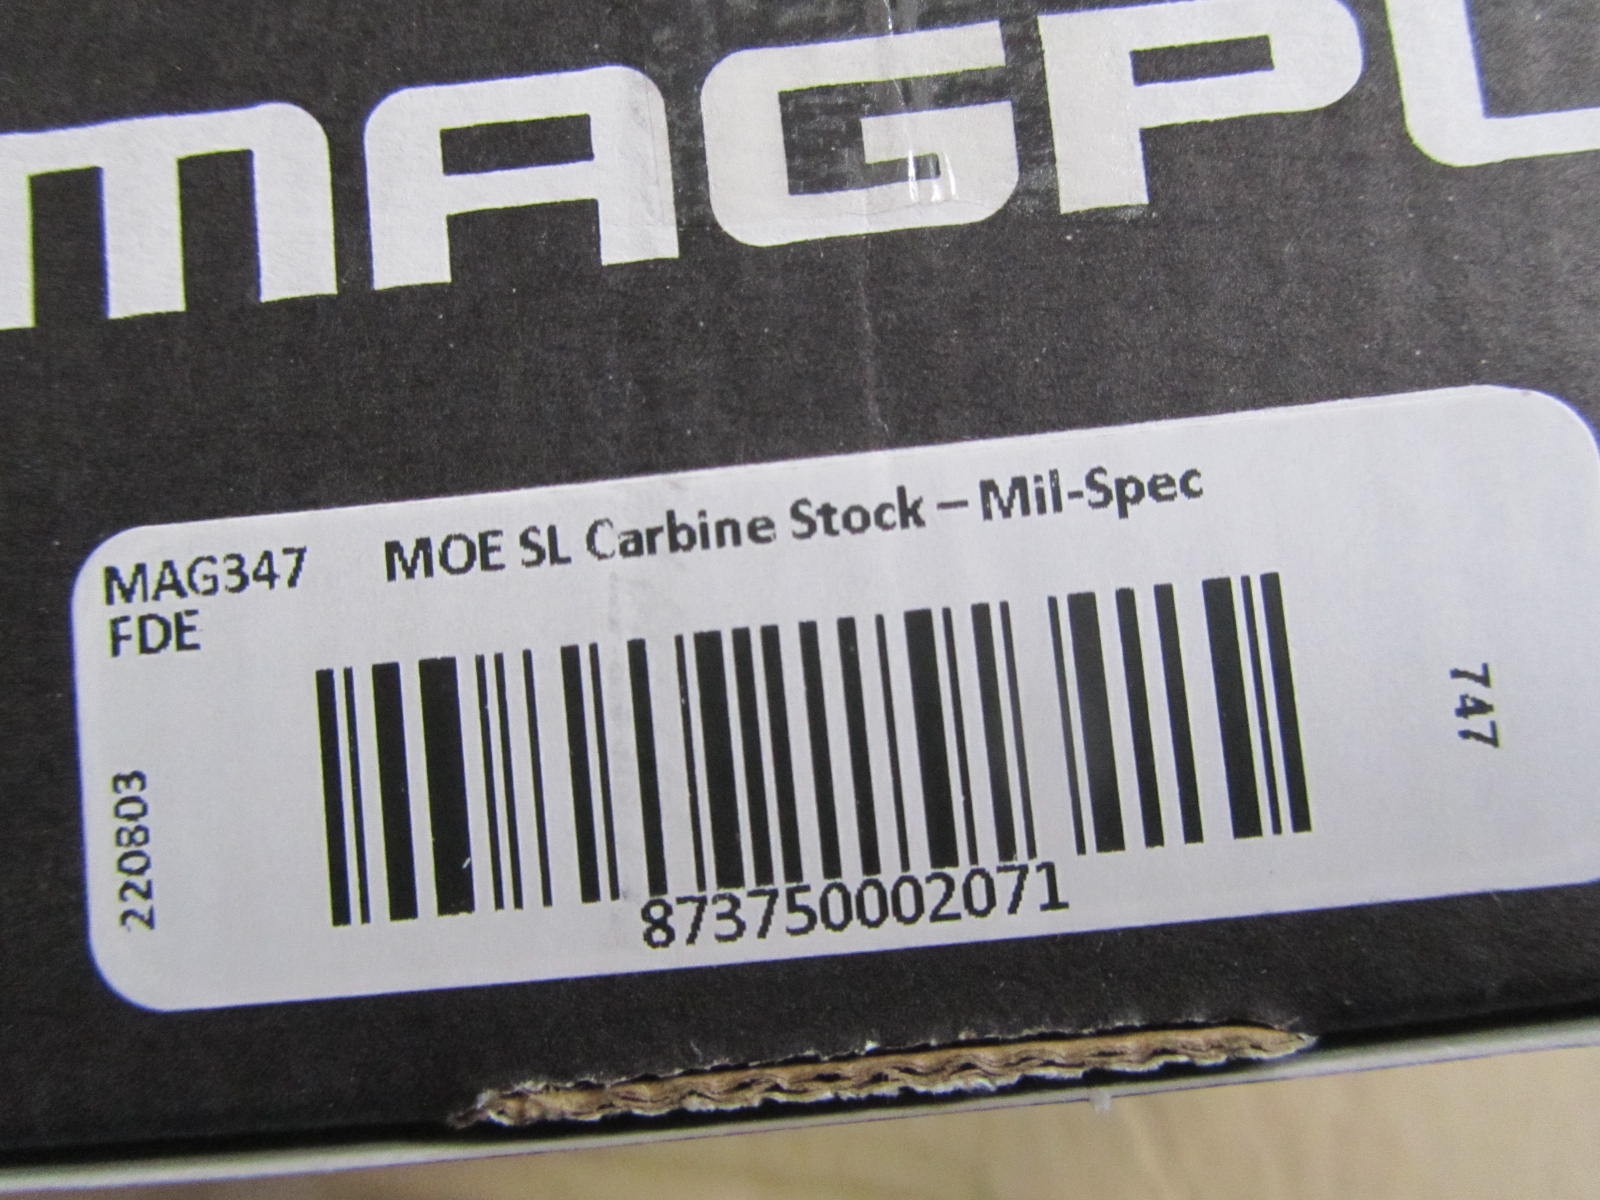 MAGPU
MAG347 MOE SL Carbine Stock – Mil-Spec
FDE
220803
747
873750002071